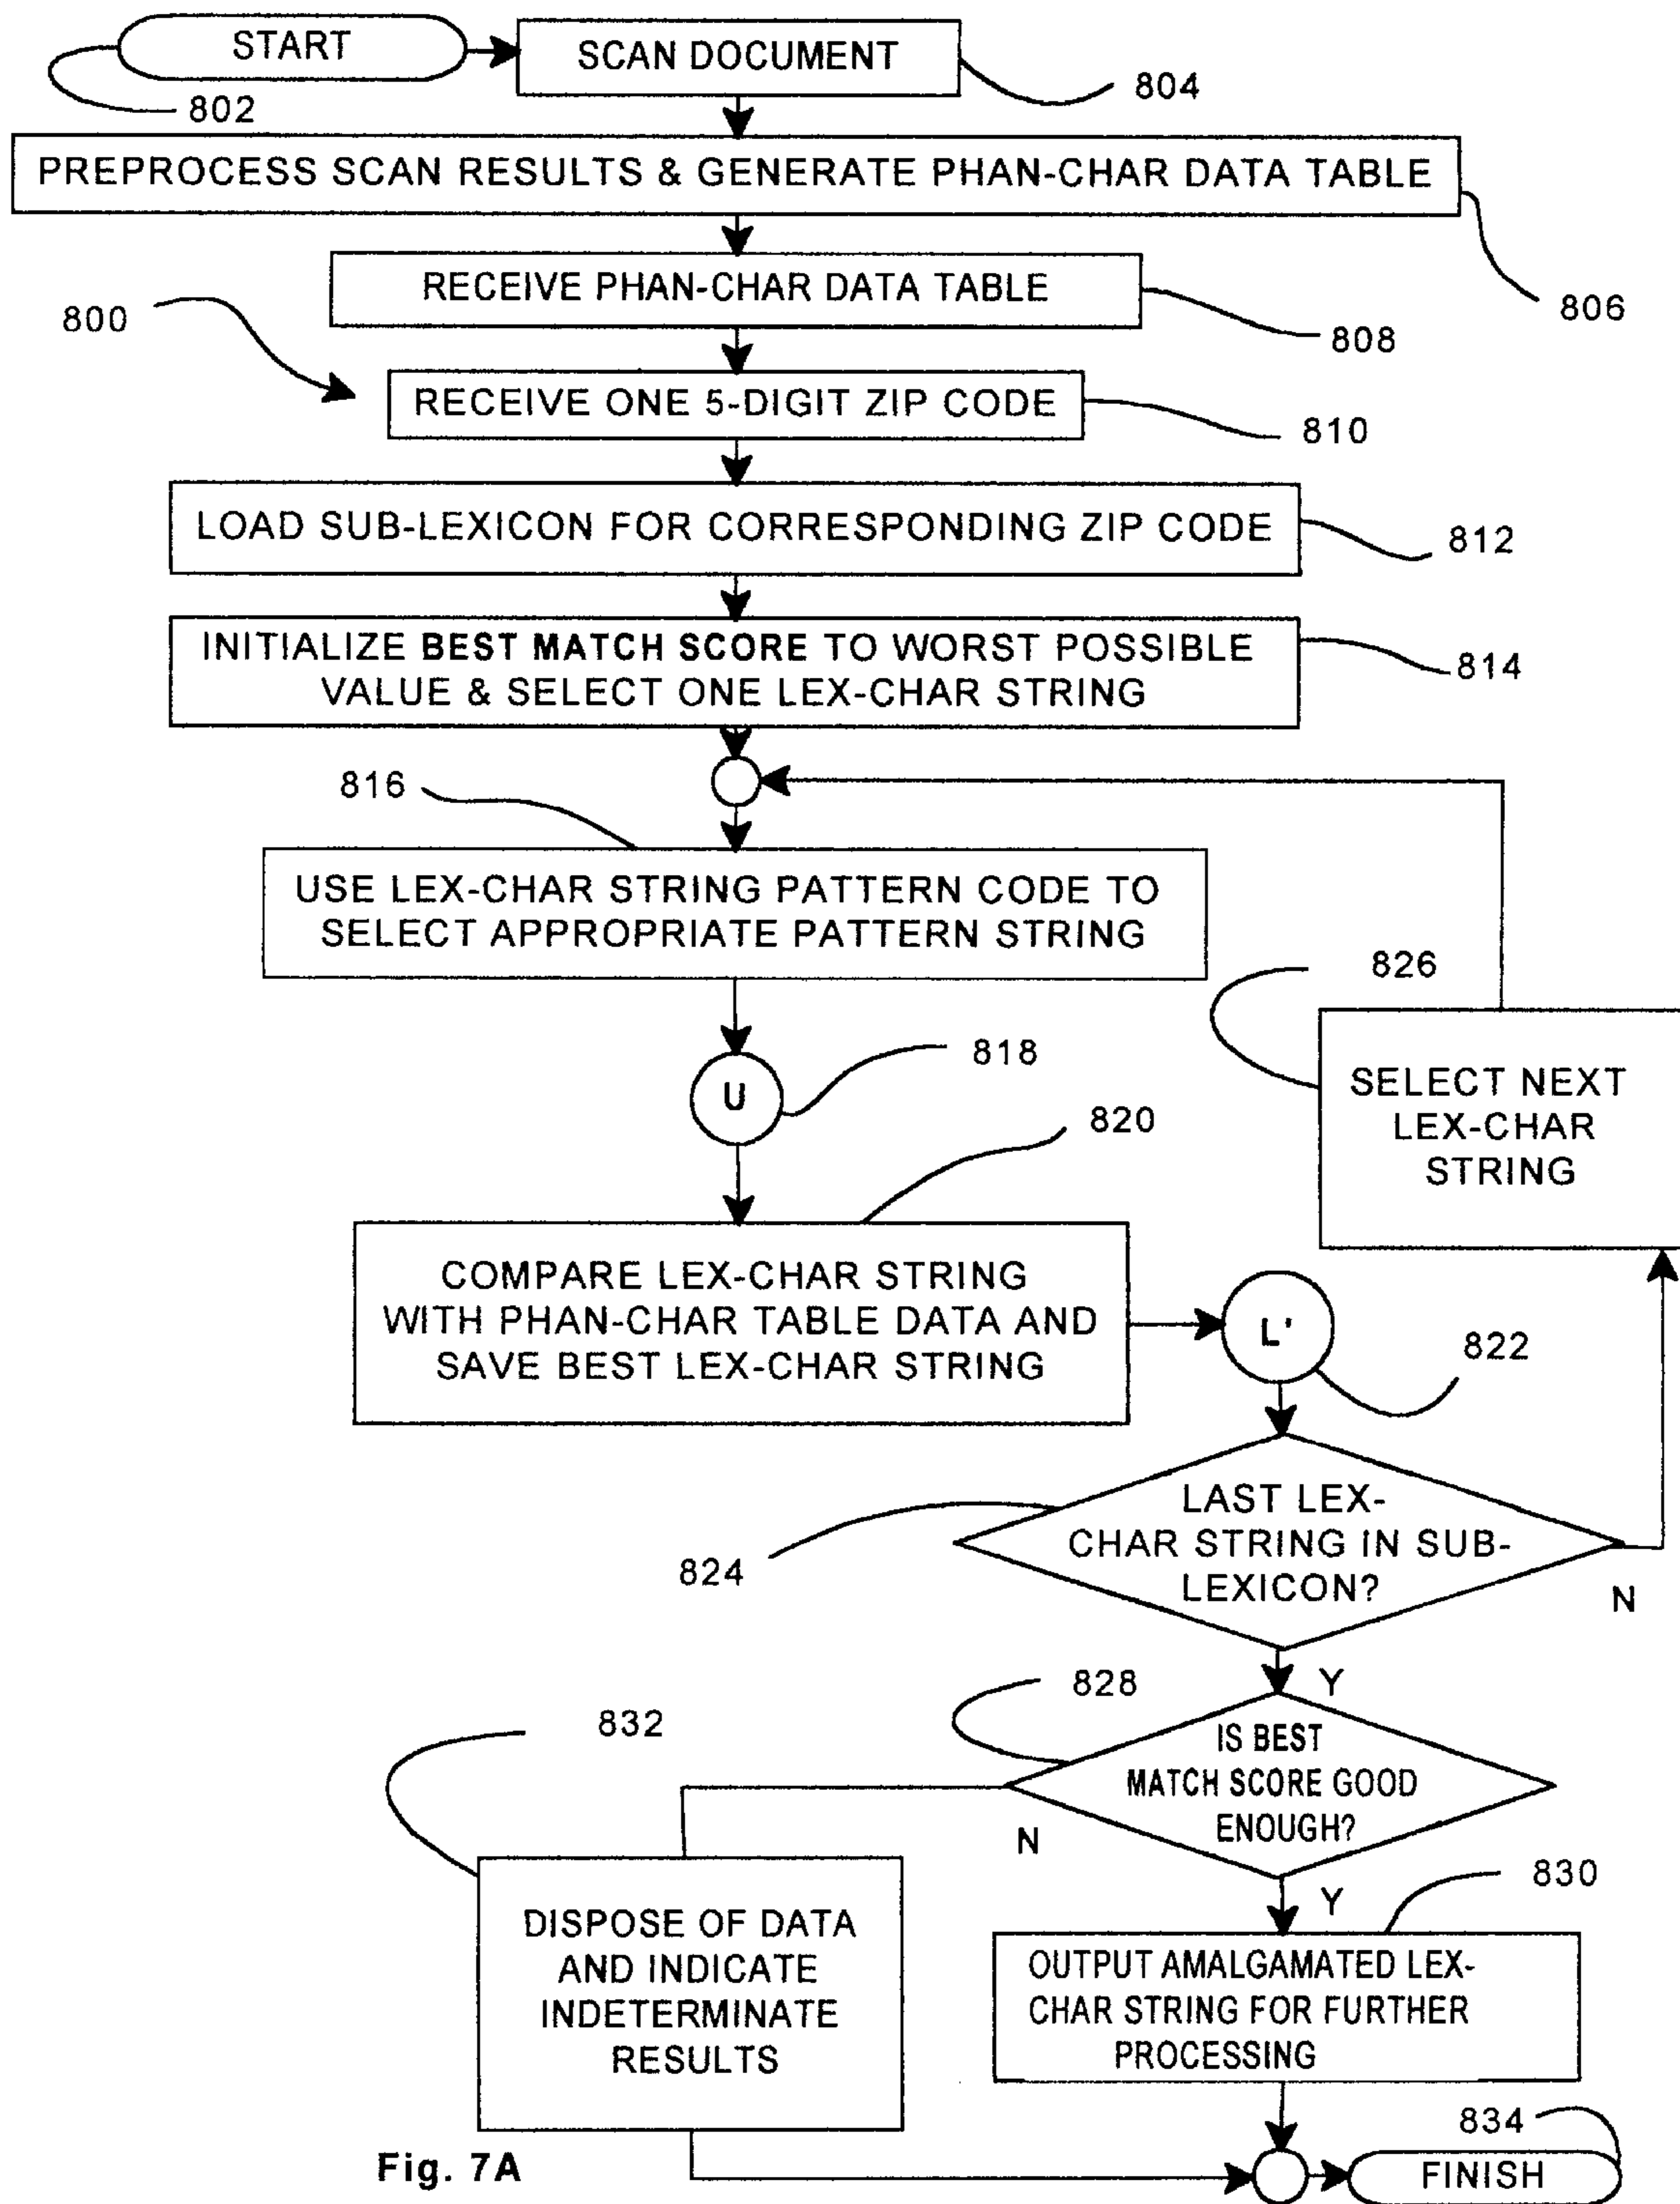 START
SCAN DOCUMENT
804
802
PREPROCESS SCAN RESULTS & GENERATE PHAN-CHAR DATA TABLE
806
RECEIVE PHAN-CHAR DATA TABLE
808
800
RECEIVE ONE 5-DIGIT ZIP CODE
810
LOAD SUB-LEXICON FOR CORRESPONDING ZIP CODE
812
INITIALIZE BEST MATCH SCORE TO WORST POSSIBLE
VALUE & SELECT ONE LEX-CHAR STRING
814
816
USE LEX-CHAR STRING PATTERN CODE TO
SELECT APPROPRIATE PATTERN STRING
826
818
U
SELECT NEXT
LEX-CHAR
STRING
820
COMPARE LEX-CHAR STRING
WITH PHAN-CHAR TABLE DATA AND
SAVE BEST LEX-CHAR STRING
L'
822
LAST LEX-
CHAR STRING IN SUB-
LEXICON?
824
N
Y
828
832
IS BEST
MATCH SCORE GOOD
ENOUGH?
N
Y
830
DISPOSE OF DATA
AND INDICATE
INDETERMINATE
RESULTS
OUTPUT AMALGAMATED LEX-
CHAR STRING FOR FURTHER
PROCESSING
834
FINISH
Fig. 7A